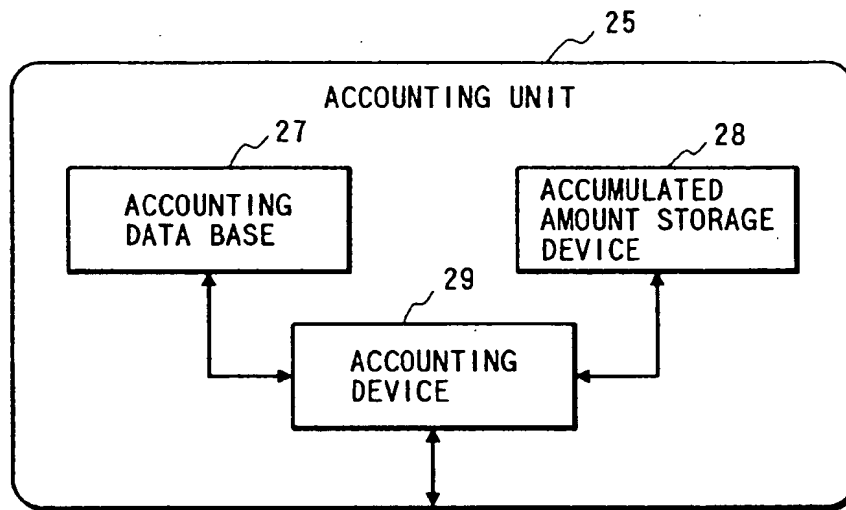 25
ACCOUNTING UNIT
27
28
ACCOUNTING
DATA BASE
ACCUMULATED
AMOUNT STORAGE
DEVICE
29
ACCOUNTING
DEVICE